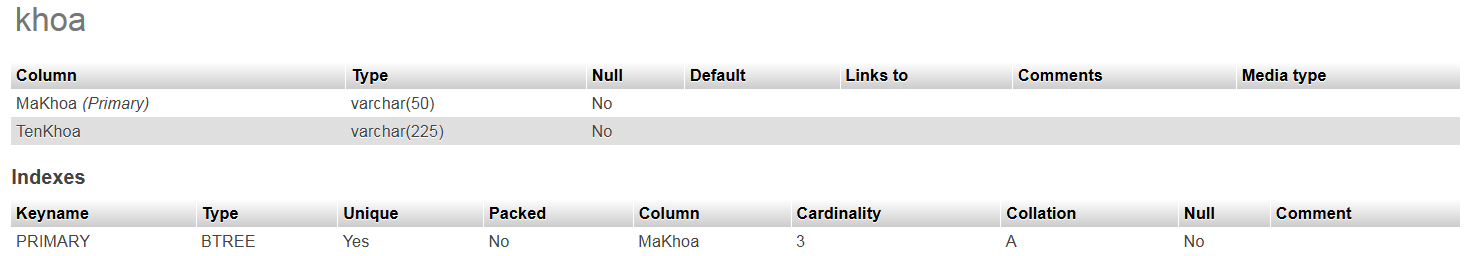 khoa
Column Type Null Default Links to Comments Media type
MaKhoa (Primary) varchar(50) No
TenKhoa varchar(225) No
Indexes
Keyname Type Unique Packed Column Cardinality Collation Null Comment
PRIMARY BTREE Yes No MaKhoa 3 A No